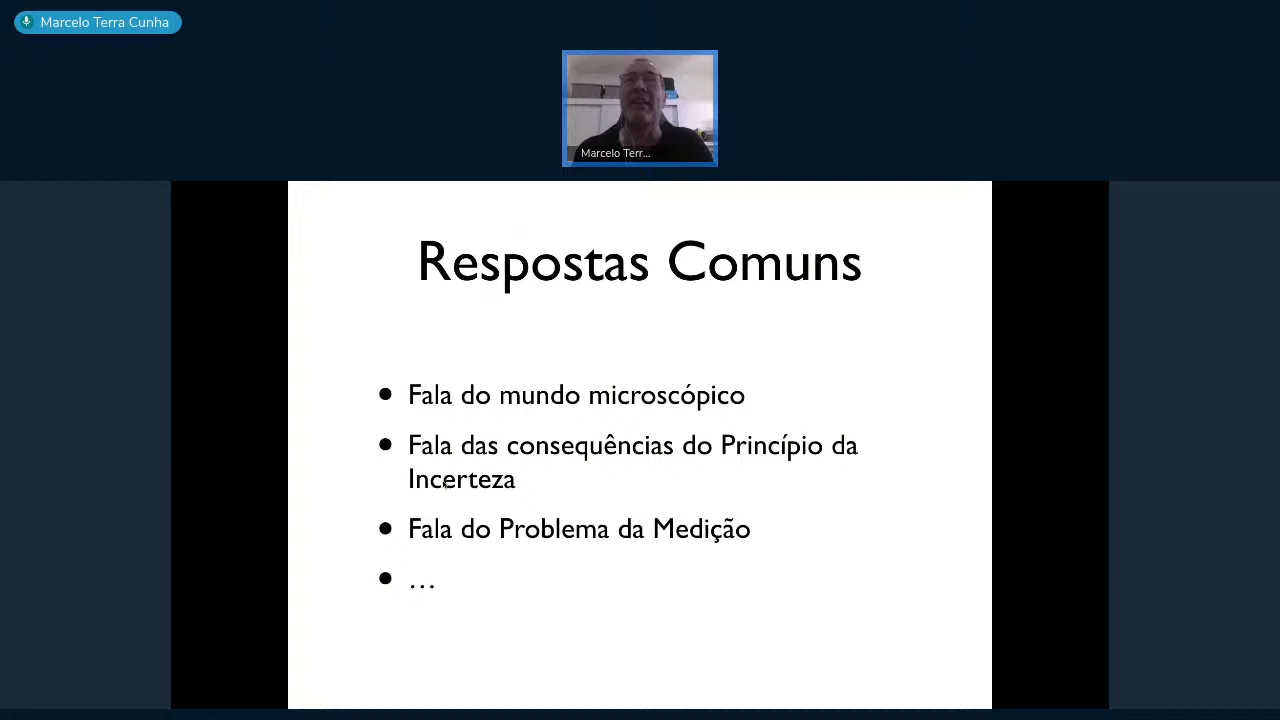 Marcelo Terra Cunha
Marcelo Terr...
Respostas Comuns
• Fala do mundo microscópico
• Fala das consequências do Princípio da
Incerteza
• Fala do Problema da Medição
• …